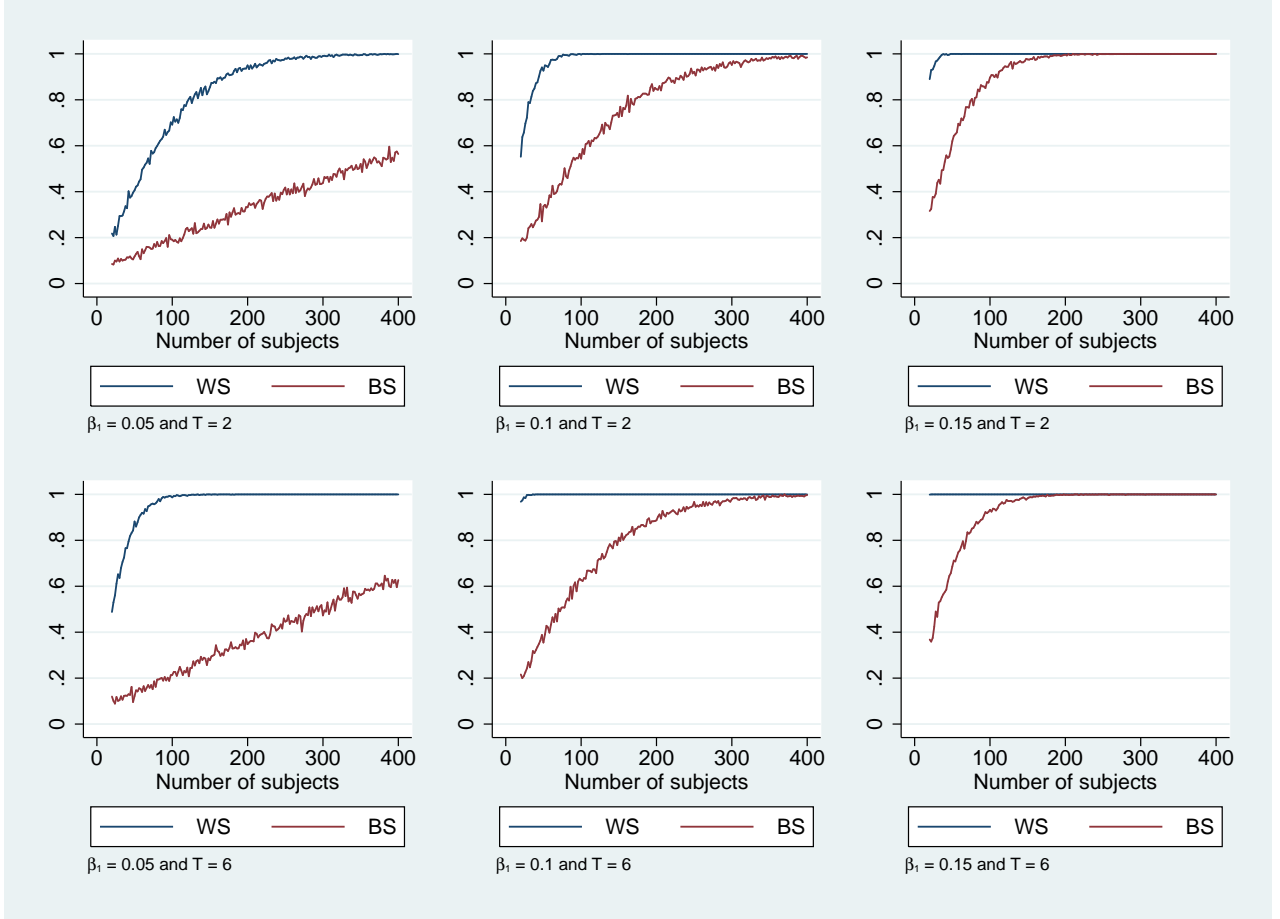 0
.2
.4
.6
.8
1
0 100 200 300 400
Number of subjects
WS BS
β₁ = 0.05 and T = 2
0
.2
.4
.6
.8
1
0 100 200 300 400
Number of subjects
WS BS
β₁ = 0.1 and T = 2
0
.2
.4
.6
.8
1
0 100 200 300 400
Number of subjects
WS BS
β₁ = 0.15 and T = 2
0
.2
.4
.6
.8
1
0 100 200 300 400
Number of subjects
WS BS
β₁ = 0.05 and T = 6
0
.2
.4
.6
.8
1
0 100 200 300 400
Number of subjects
WS BS
β₁ = 0.1 and T = 6
0
.2
.4
.6
.8
1
0 100 200 300 400
Number of subjects
WS BS
β₁ = 0.15 and T = 6